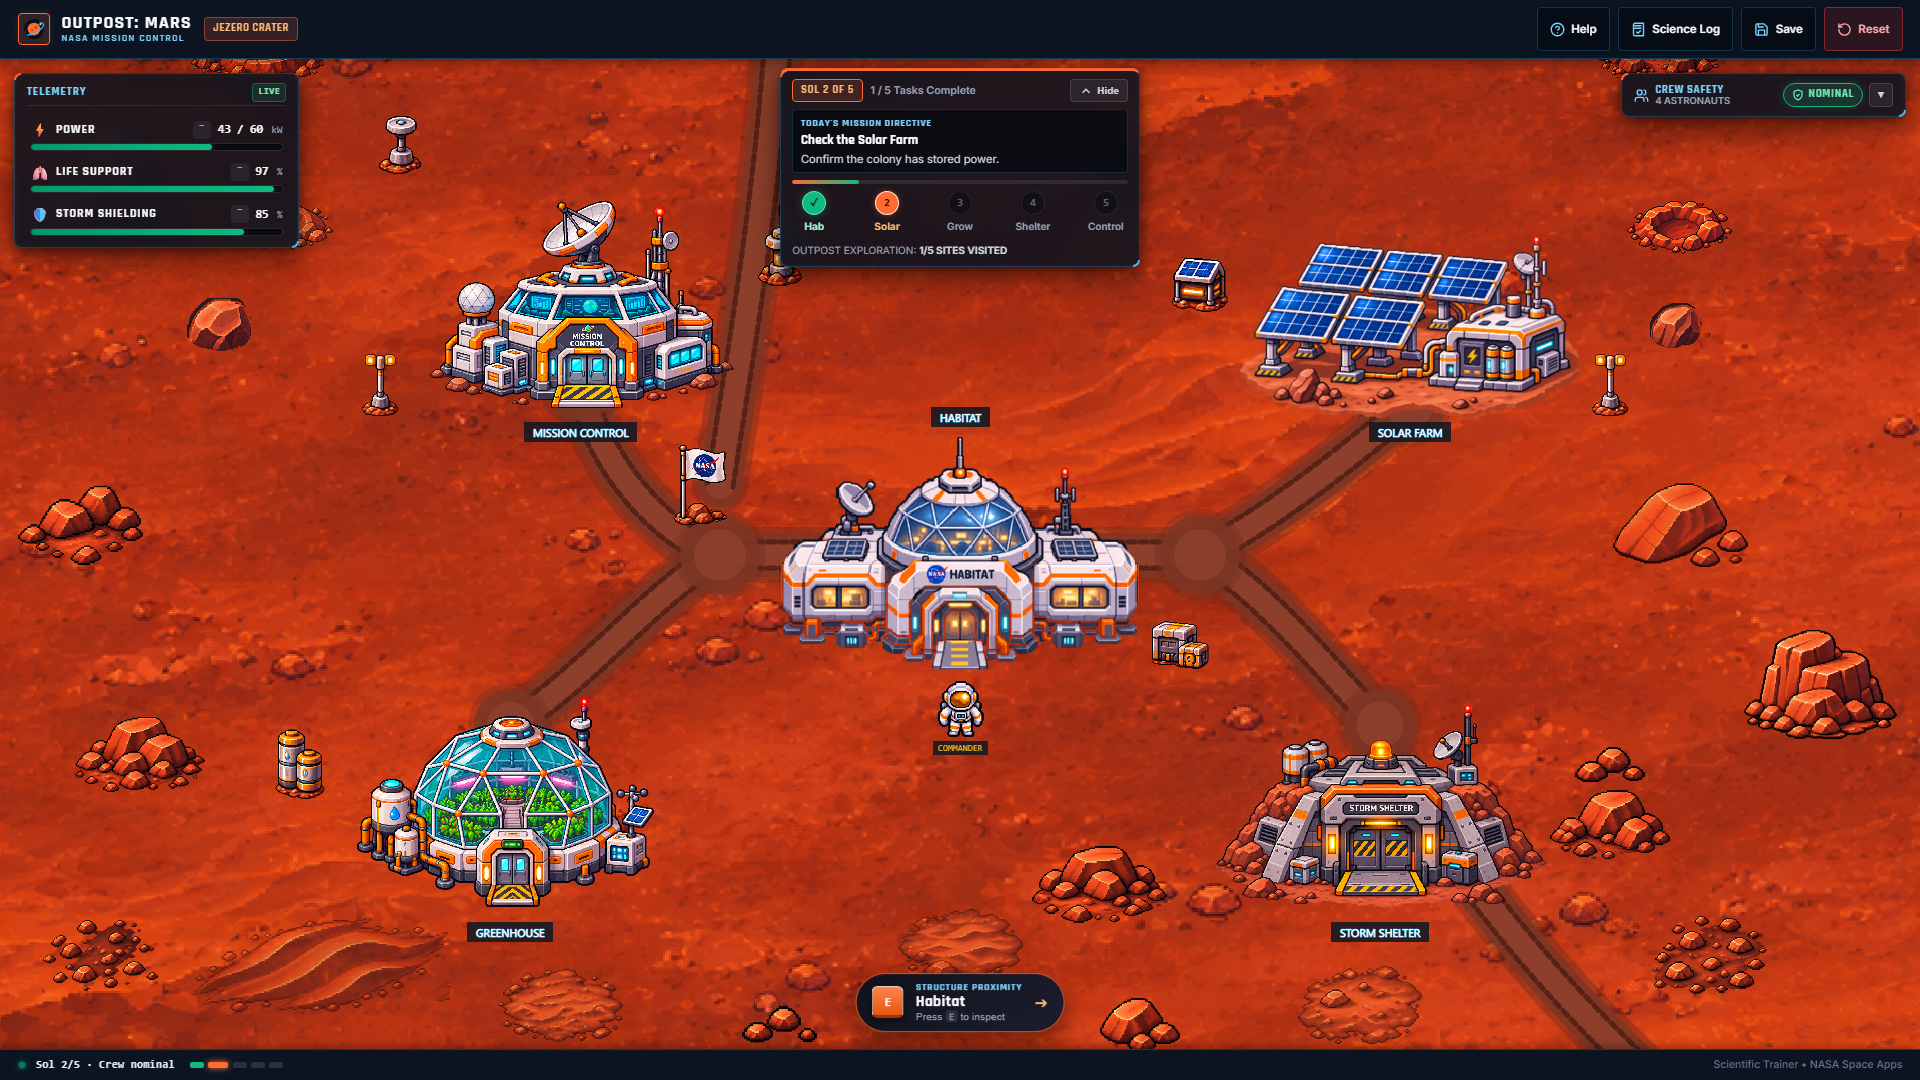 OUTPOST: MARS
NASA MISSION CONTROL
JEZERO CRATER
Help
Science Log
Save
Reset
TELEMETRY
LIVE
POWER
43 / 60 kW
LIFE SUPPORT
97 %
STORM SHIELDING
85 %
SOL 2 OF 5
1 / 5 Tasks Complete
Hide
TODAY'S MISSION DIRECTIVE
Check the Solar Farm
Confirm the colony has stored power.
✓ 2 3 4 5
Hab Solar Grow Shelter Control
OUTPOST EXPLORATION: 1/5 SITES VISITED
CREW SAFETY
4 ASTRONAUTS
NOMINAL
MISSION CONTROL
MISSION CONTROL
NASA
HABITAT
SOLAR FARM
NASA HABITAT
COMMANDER
STORM SHELTER
GREENHOUSE
STORM SHELTER
E
STRUCTURE PROXIMITY
Habitat
Press E to inspect
→
Sol 2/5 · Crew nominal
Scientific Trainer • NASA Space Apps